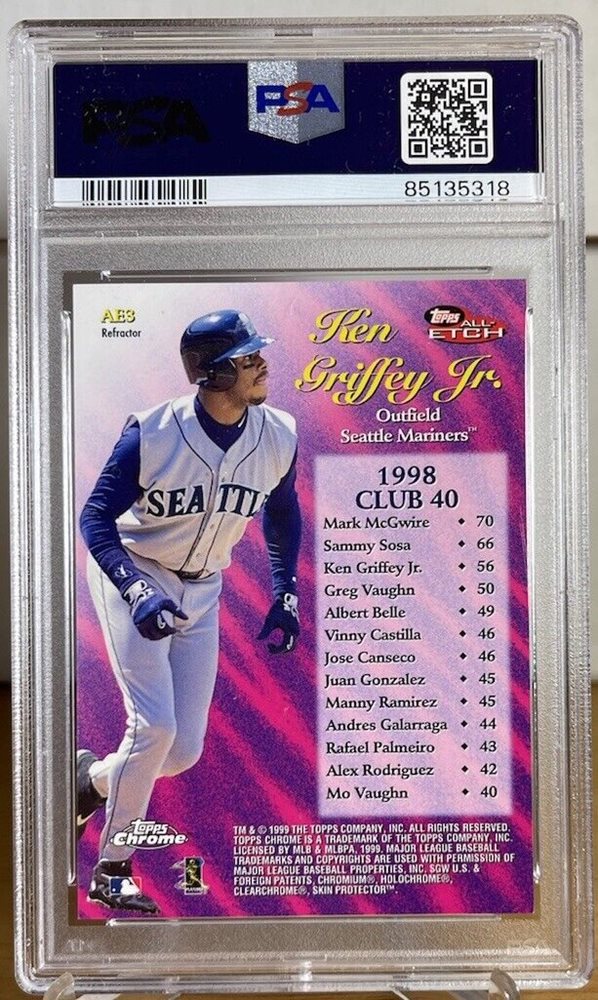 PSA
PSA
85135318
AE3
Refractor
Ken
Griffey Jr.
Topps ALL-
ETCH
Outfield
Seattle Mariners™
SEATTLE
1998
CLUB 40
Mark McGwire ♦ 70
Sammy Sosa ♦ 66
Ken Griffey Jr. ♦ 56
Greg Vaughn ♦ 50
Albert Belle ♦ 49
Vinny Castilla ♦ 46
Jose Canseco ♦ 46
Juan Gonzalez ♦ 45
Manny Ramirez ♦ 45
Andres Galarraga ♦ 44
Rafael Palmeiro ♦ 43
Alex Rodriguez ♦ 42
Mo Vaughn ♦ 40
Topps
Chrome
TM & © 1999 THE TOPPS COMPANY, INC. ALL RIGHTS RESERVED.
TOPPS CHROME IS A TRADEMARK OF THE TOPPS COMPANY, INC.
LICENSED BY MLB & MLBPA, 1999. MAJOR LEAGUE BASEBALL
TRADEMARKS AND COPYRIGHTS ARE USED WITH PERMISSION OF
MAJOR LEAGUE BASEBALL PROPERTIES, INC. SGW U.S. &
FOREIGN PATENTS, CHROMIUM®, HOLOCHROME®,
CLEARCHROME®, SKIN PROTECTOR™.